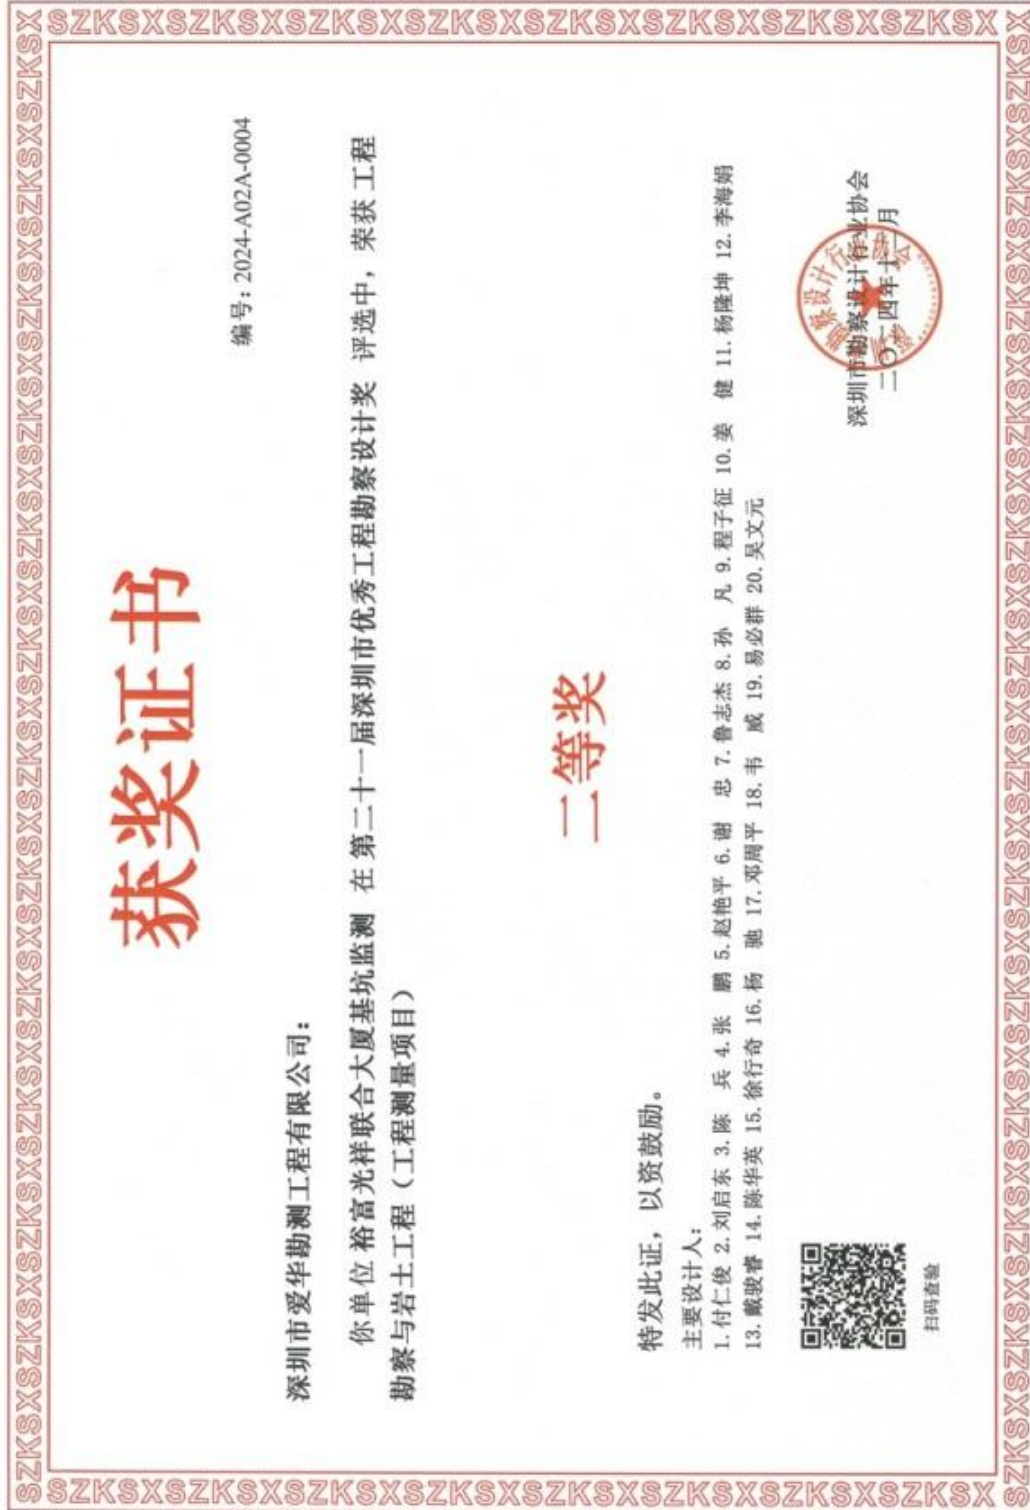 获奖证书
编号：2024-A02A-0004
深圳市爱华勘测工程有限公司：
你单位 裕富光祥联合大厦基坑监测 在 第二十一届深圳市优秀工程勘察设计奖 评选中，荣获 工程
勘察与岩土工程（工程测量项目）
二等奖
特发此证，以资鼓励。
主要设计人：
1. 付仁俊 2. 刘启东 3. 陈 兵 4. 张 鹏 5. 赵艳平 6. 谢 忠 7. 鲁志杰 8. 孙 凡 9. 程子征 10. 姜 健 11. 杨隆坤 12. 李海娟
13. 戴骏睿 14. 陈华英 15. 徐行奇 16. 杨 驰 17. 邓周平 18. 韦 威 19. 易必群 20. 吴文元
扫码查验
深圳市勘察设计行业协会
二〇二四年十一月